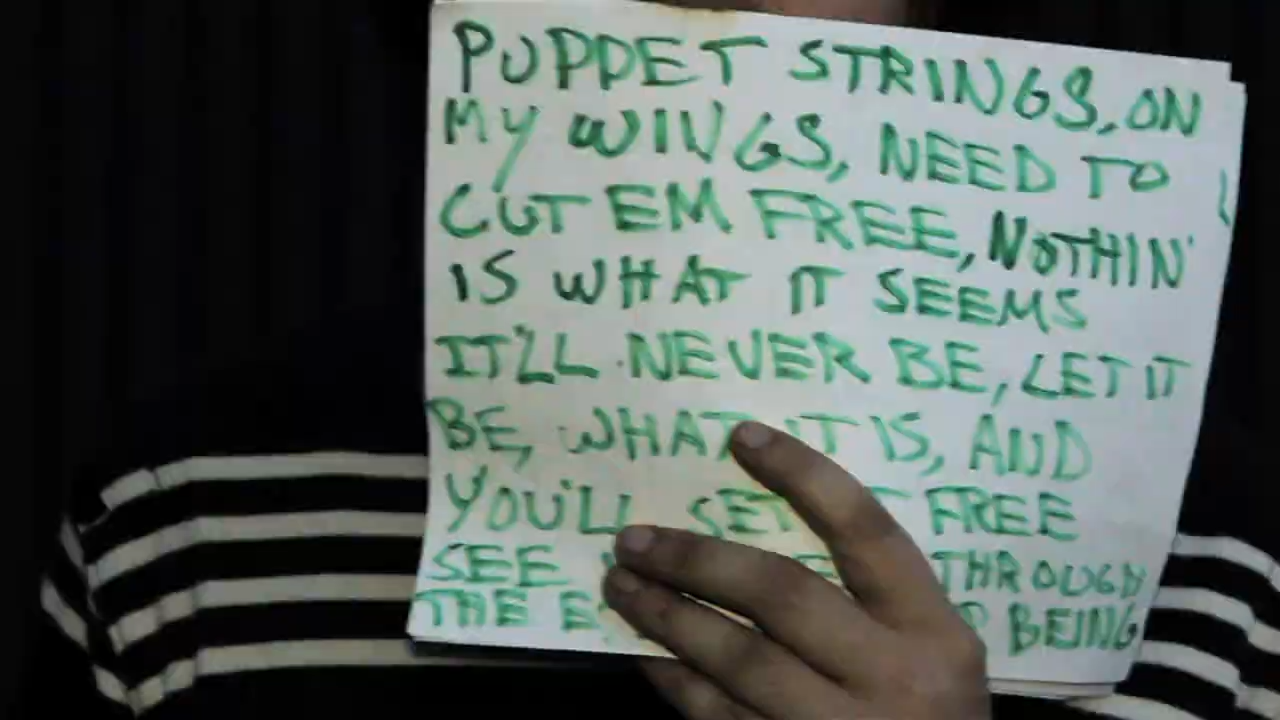 PUPPET STRINGS, ON
MY WINGS, NEED TO
CUT EM FREE, NOTHIN'
IS WHAT IT SEEMS
IT'LL NEVER BE, LET IT
BE, WHAT IT IS, AND
YOU'LL SET IT FREE
SEE THROUGH
THE BEING